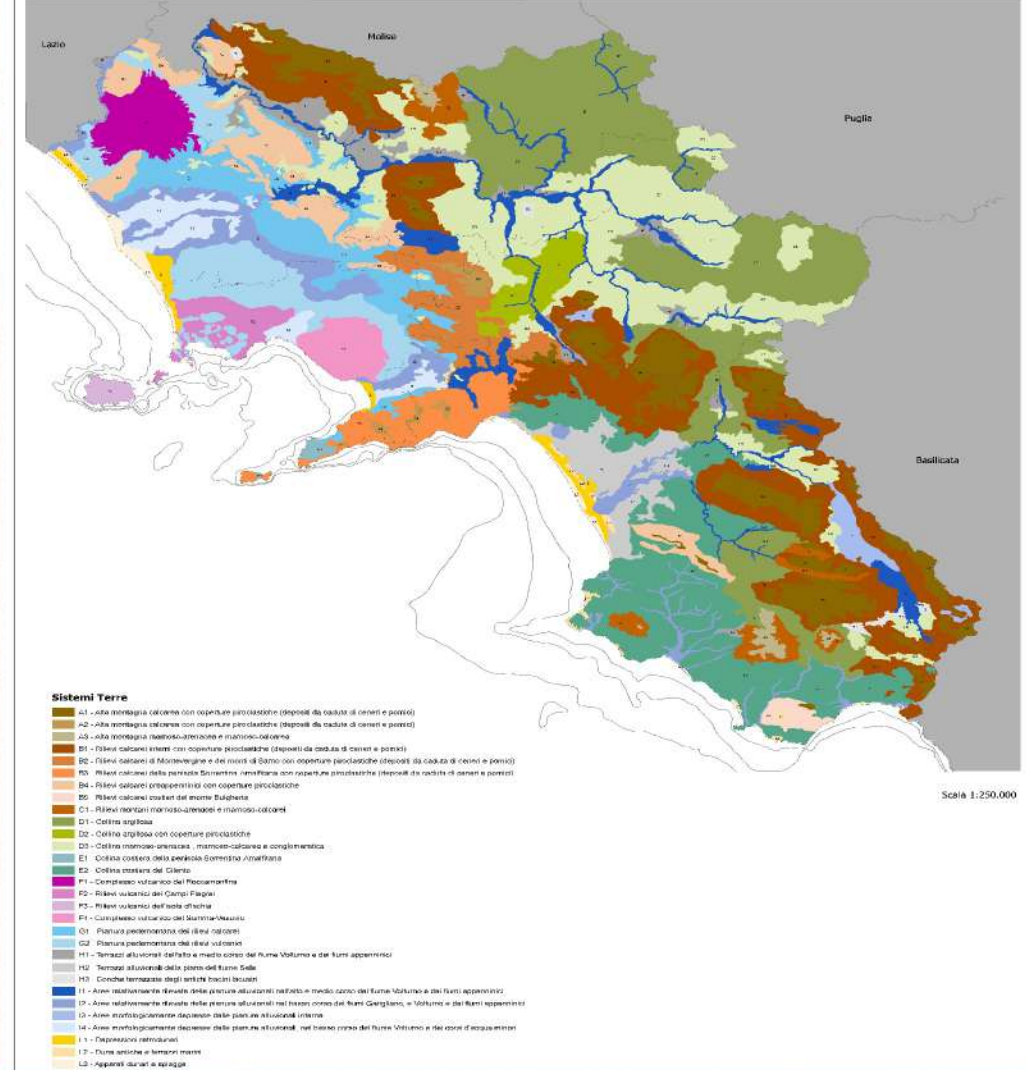 Lazio
Molise
Puglia
Basilicata
Scala 1:250.000
Sistemi Terre
A1 - Alta montagna calcarea con coperture piroclastiche (depositi da caduta di ceneri e pomici)
A2 - Alta montagna calcarea con coperture piroclastiche (depositi da caduta di ceneri e pomici)
A3 - Alta montagna marnoso-arenacea e marnoso-calcarea
B1 - Rilievi calcarei interni con coperture piroclastiche (depositi da caduta di ceneri e pomici)
B2 - Rilievi calcarei di Montevergine e dei monti di Sarno con coperture piroclastiche (depositi da caduta di ceneri e pomici)
B3 Rilievi calcarei della penisola Sorrentino Amalfitana con coperture piroclastiche (depositi da caduta di ceneri e pomici)
B4 - Rilievi calcarei preappenninici con coperture piroclastiche
B5 Rilievi calcarei costieri del monte Bulgheria
C1 - Rilievi montani marnoso-arenacei e marnoso-calcarei
D1 - Collina argillosa
D2 - Collina argillosa con coperture piroclastiche
D3 - Collina marnoso-arenacea , marnoso-calcarea e conglomeratica
E1 Collina costiera della penisola Sorrentino Amalfitana
E2 Collina costiera del Cilento
F1 - Complesso vulcanico del Roccamonfina
F2 - Rilievi vulcanici dei Campi Flegrei
F3 - Rilievi vulcanici dell'isola d'Ischia
Complesso vulcanico del Somma-Vesuvio
G1 Pianura pedemontana dei rilievi calcarei
G2 Pianura pedemontana dei rilievi vulcanici
H1 - Terrazzi alluvionali dell'alto e medio corso del fiume Volturno e dei fiumi appenninici
H2 Terrazzi alluvionali della piana del fiume Sele
H3 Conche terrazzate degli antichi bacini lacustri
I1 - Aree relativamente rilevate delle pianure alluvionali nell'alto e medio corso del fiume Volturno e dei fiumi appenninici
I2 - Aree relativamente rilevate delle pianure alluvionali nel basso corso dei fiumi Garigliano, e Volturno e dei fiumi appenninici
I3 - Aree morfologicamente depresse delle pianure alluvionali interne
I4 - Aree morfologicamente depresse delle pianure alluvionali, nel basso corso del fiume Volturno e dei corsi d'acqua minori
L1 - Depressioni retrodunari
L2 - Dune antiche e terrazzi marini
L3 - Apparati dunari e spiagge